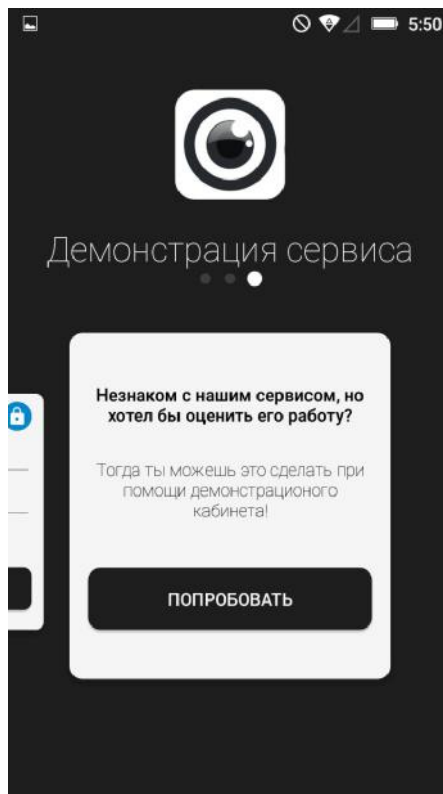 5:50
Демонстрация сервиса
Незнаком с нашим сервисом, но
хотел бы оценить его работу?
Тогда ты можешь это сделать при
помощи демонстрационого
кабинета!
ПОПРОБОВАТЬ